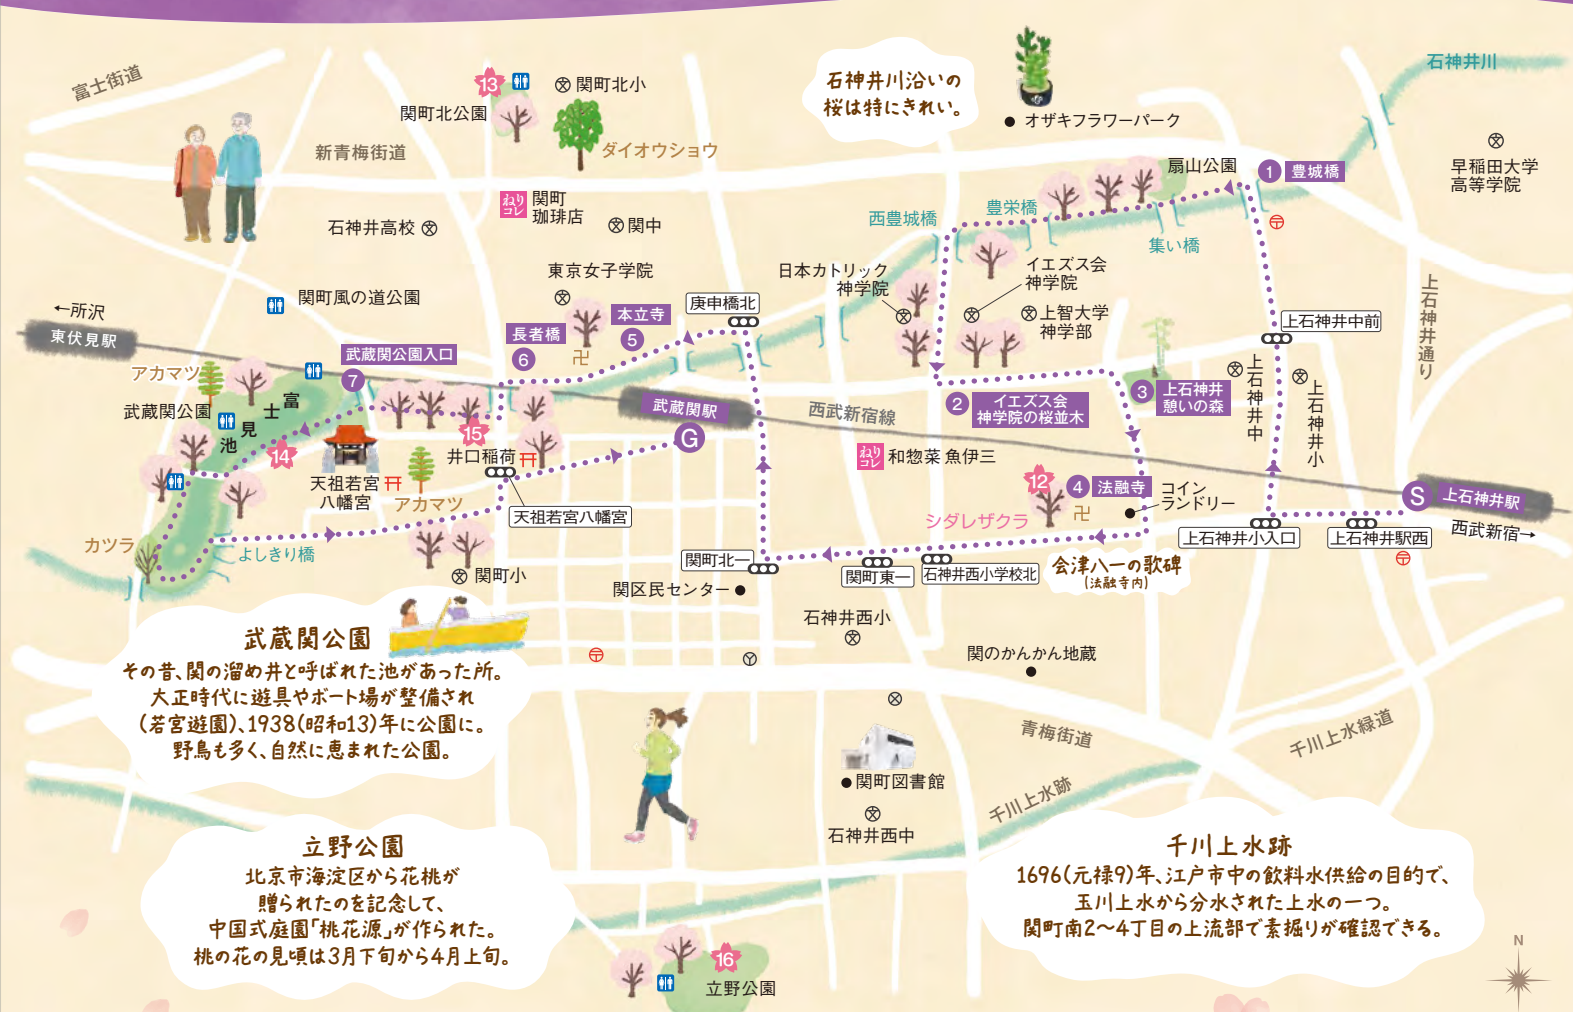 富士街道
13
関町北小
関町北公園
ダイオウショウ
新青梅街道
石神井川沿いの
桜は特にきれい。
オザキフラワーパーク
石神井川
早稲田大学
高等学院
扇山公園
1 豊城橋
ねり
コレ
関町
珈琲店
石神井高校
関中
西豊城橋
豊栄橋
集い橋
東京女子学院
日本カトリック
神学院
イエズス会
神学院
上智大学
神学部
関町風の道公園
←所沢
東伏見駅
庚申橋北
本立寺
5
長者橋
6
武蔵関公園入口
7
上石神井中前
上石神井通り
アカマツ
武蔵関公園
富士見池
卍
武蔵関駅
G
西武新宿線
2 イエズス会
神学院の桜並木
3 上石神井
憩いの森
上石神井中
上石神井小
14
15
井口稲荷
天祖若宮
八幡宮
アカマツ
天祖若宮八幡宮
ねり
コレ
和惣菜 魚伊三
12
4 法融寺
卍
シダレザクラ
コイン
ランドリー
S 上石神井駅
西武新宿→
上石神井小入口
上石神井駅西
カツラ
よしきり橋
関町小
関町北一
関町東一
石神井西小学校北
会津八一の歌碑
(法融寺内)
関区民センター
石神井西小
関のかんかん地蔵
武蔵関公園
その昔、関の溜め井と呼ばれた池があった所。
大正時代に遊具やボート場が整備され
(若宮遊園)、1938(昭和13)年に公園に。
野鳥も多く、自然に恵まれた公園。
青梅街道
千川上水緑道
千川上水跡
関町図書館
石神井西中
立野公園
北京市海淀区から花桃が
贈られたのを記念して、
中国式庭園「桃花源」が作られた。
桃の花の見頃は3月下旬から4月上旬。
千川上水跡
1696(元禄9)年、江戸市中の飲料水供給の目的で、
玉川上水から分水された上水の一つ。
関町南2〜4丁目の上流部で素掘りが確認できる。
16
立野公園
N